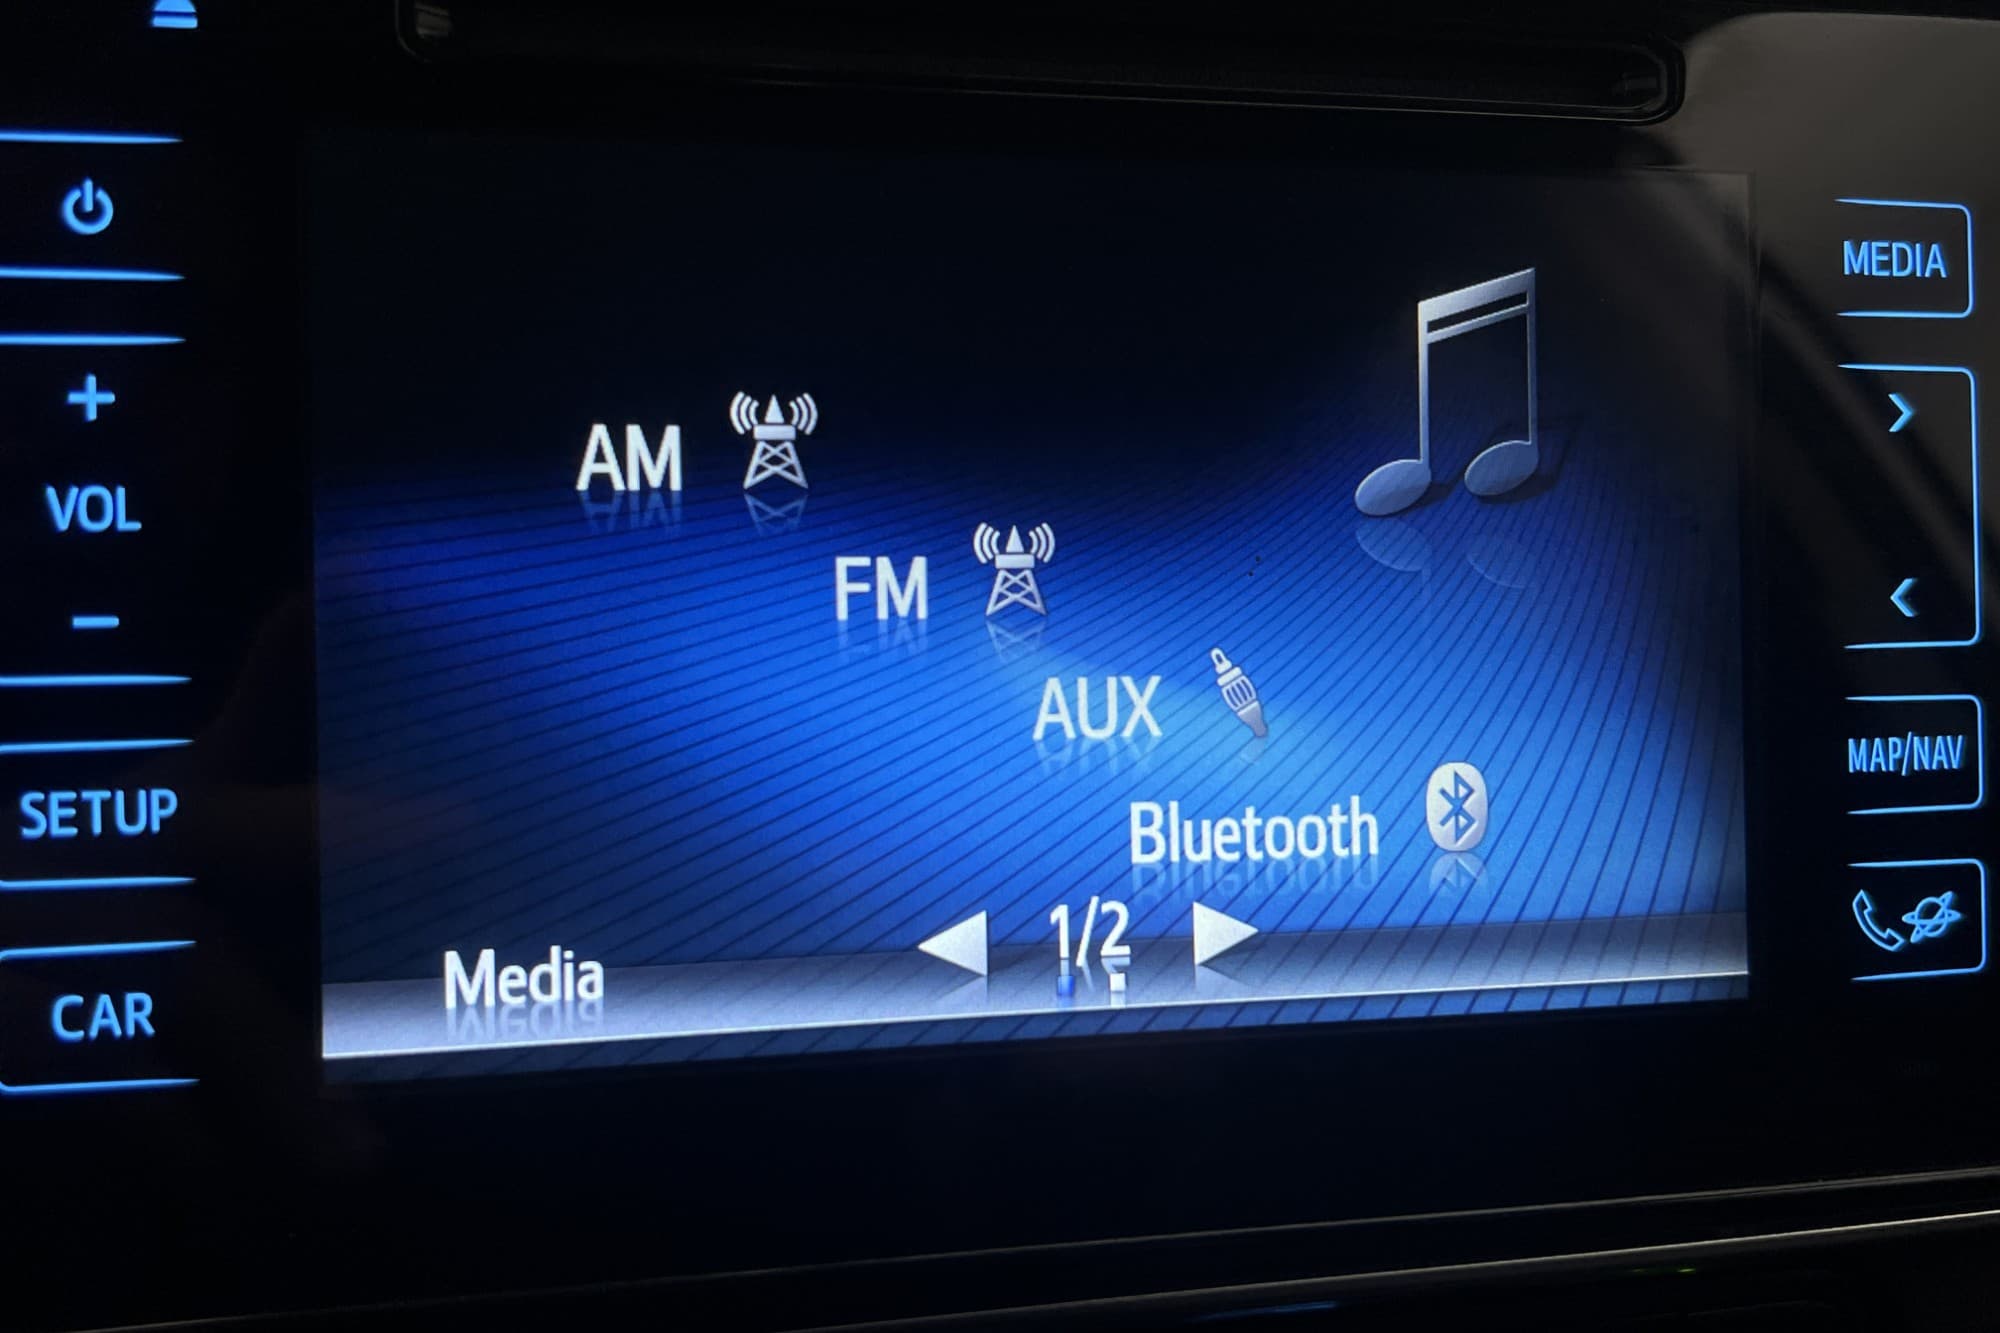 VOL
SETUP
CAR
AM
FM
AUX
Bluetooth
1/2
Media
MEDIA
MAP/NAV